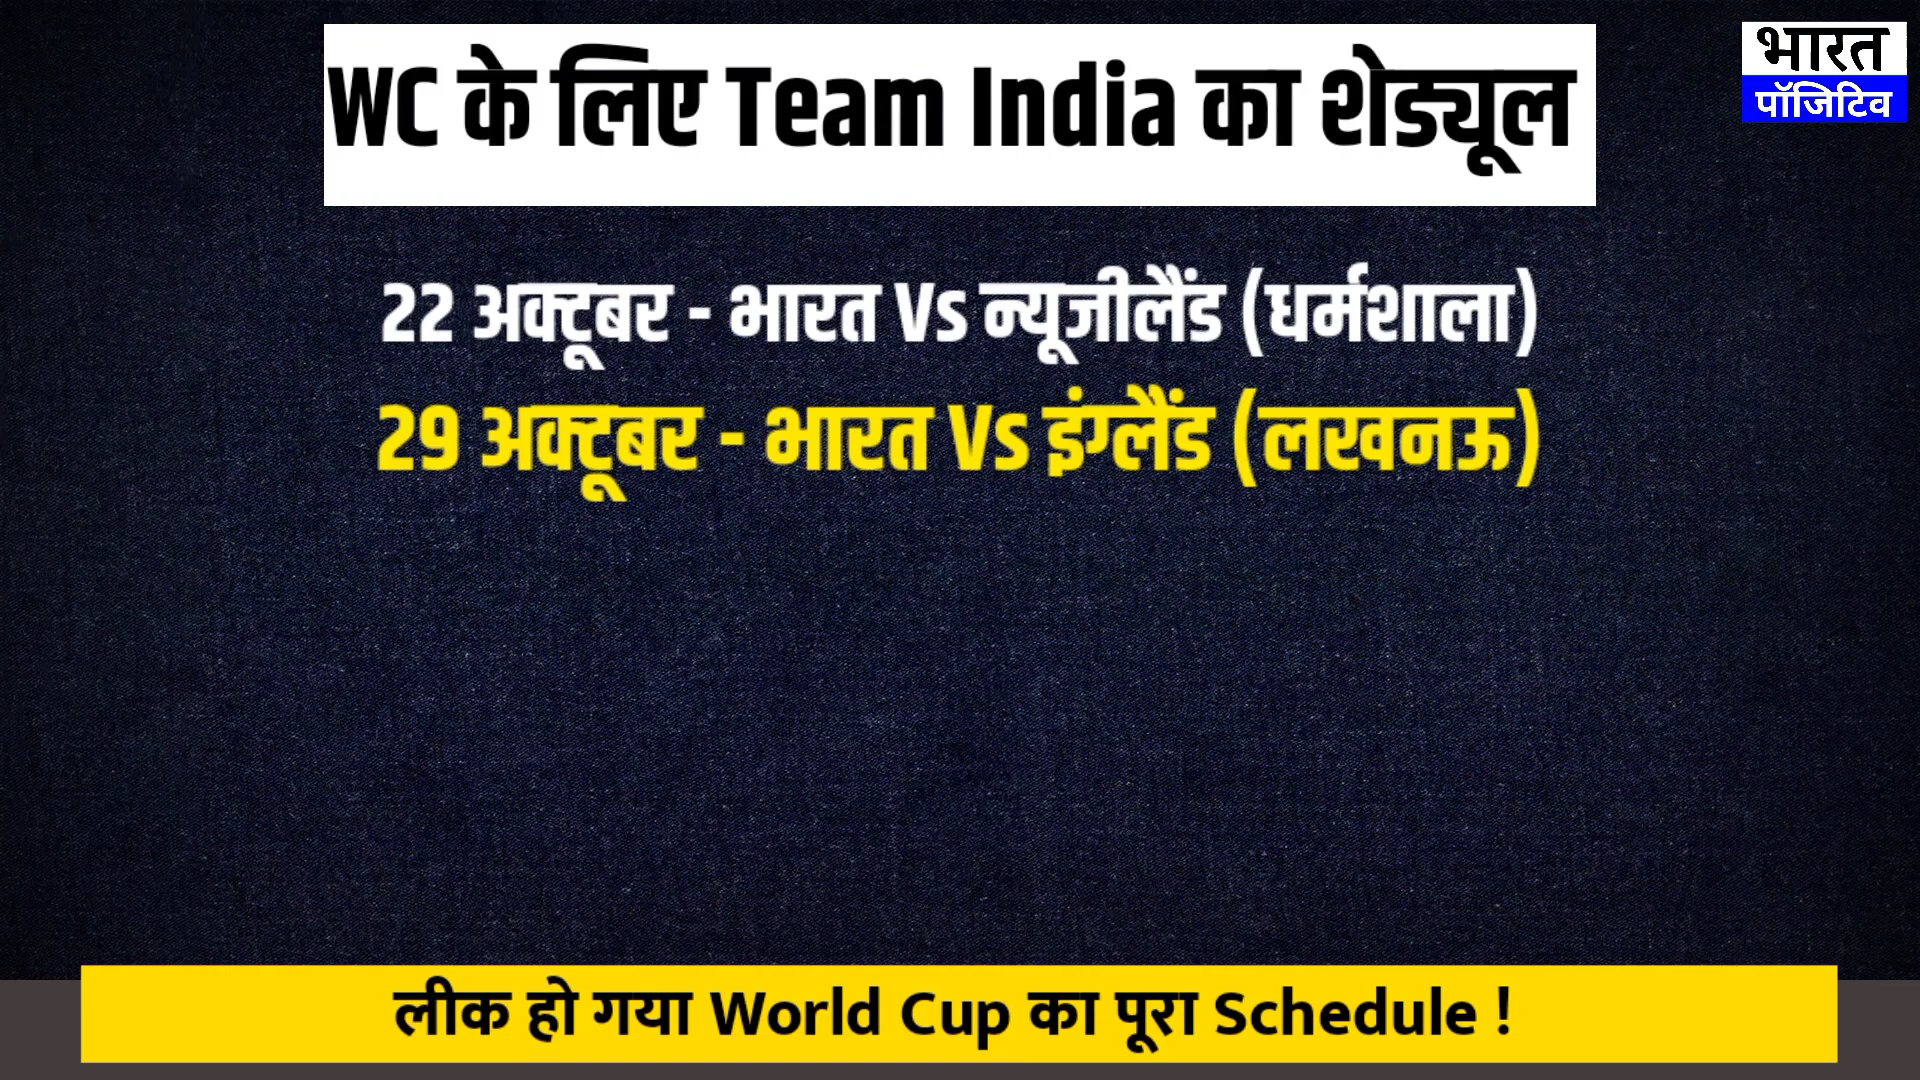 WC के लिए Team India का शेड्यूल
भारत
पॉजिटिव
22 अक्टूबर - भारत Vs न्यूजीलैंड (धर्मशाला)
29 अक्टूबर - भारत Vs इंग्लैंड (लखनऊ)
लीक हो गया World Cup का पूरा Schedule !